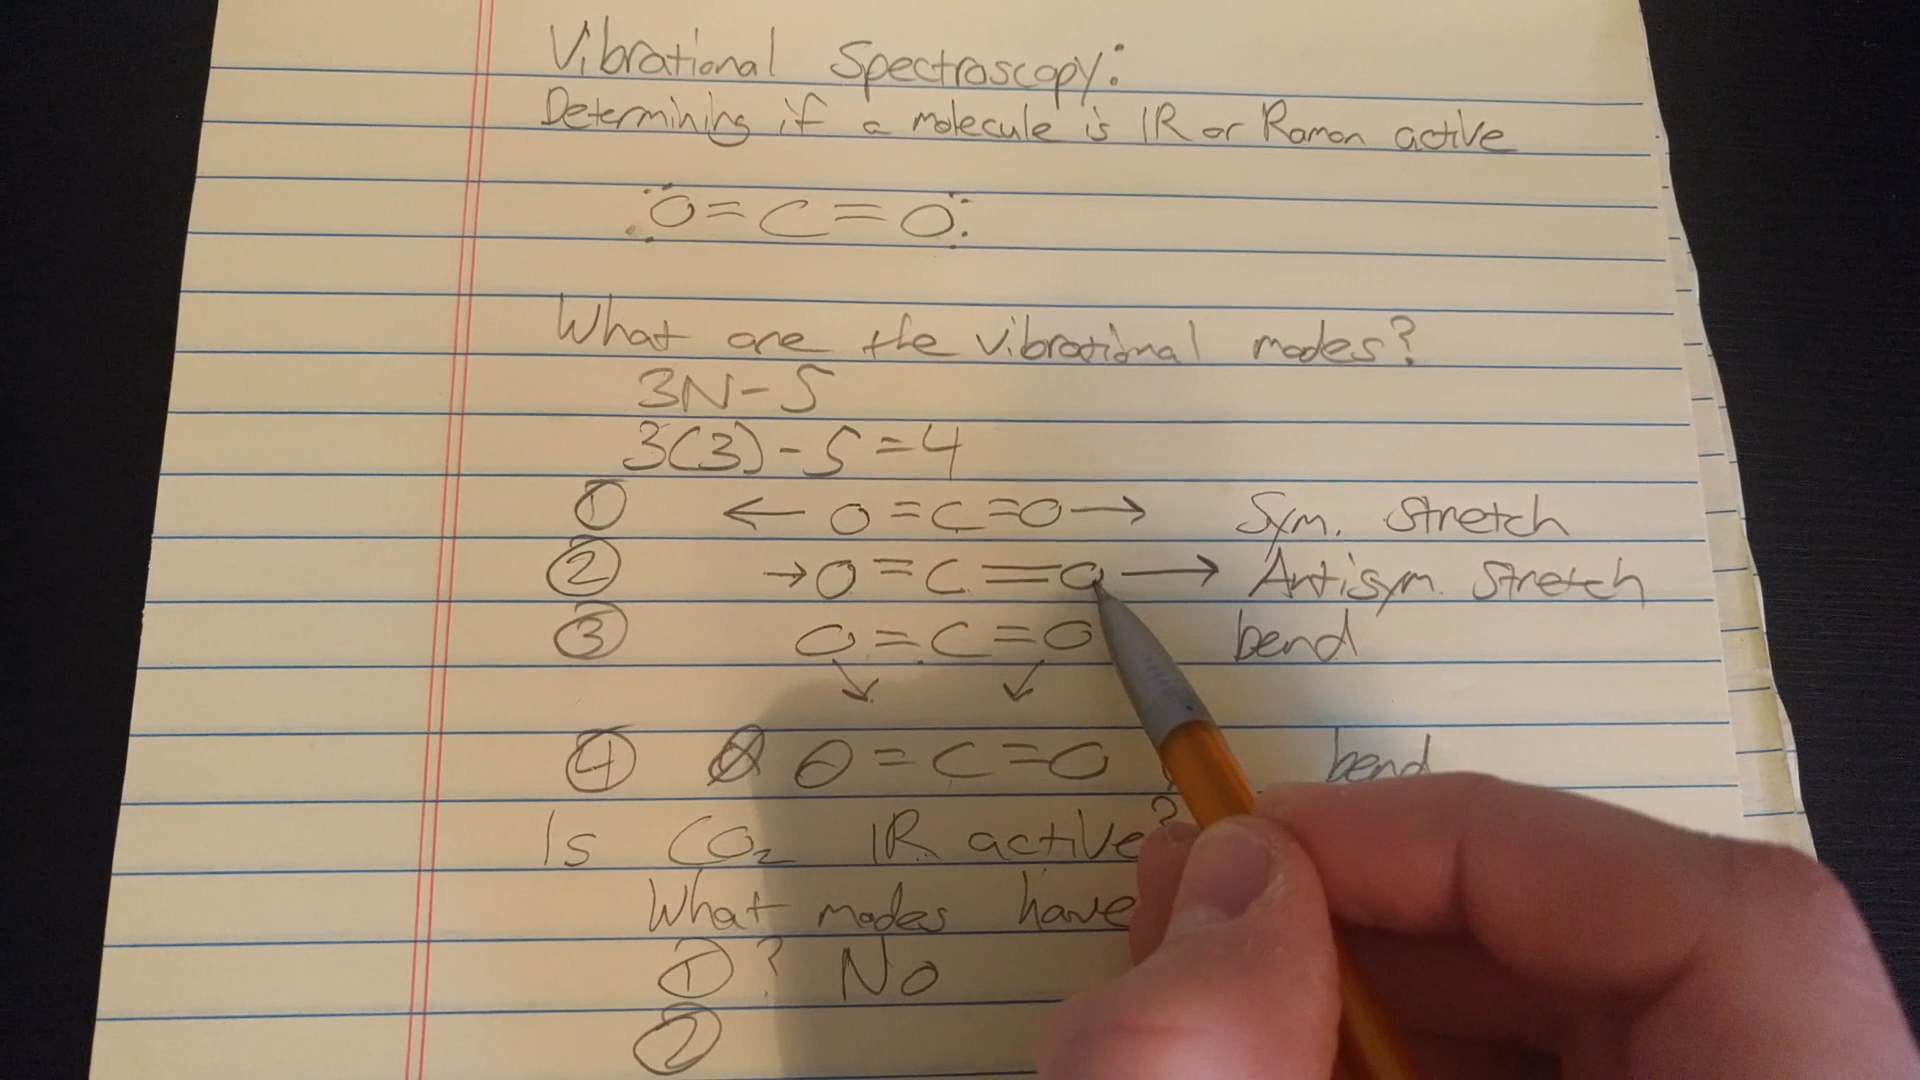 Vibrational Spectroscopy:
Determining if a molecule is IR or Raman active
:Ö=C=Ö:
What are the vibrational modes?
3N-5
3(3)-5=4
① ← O=C=O → Sym. Stretch
② →O=C=O → Antisym. Stretch
③ O=C=O bend
④ O=C=O bend
Is CO₂ IR active?
What modes have
①? No
②